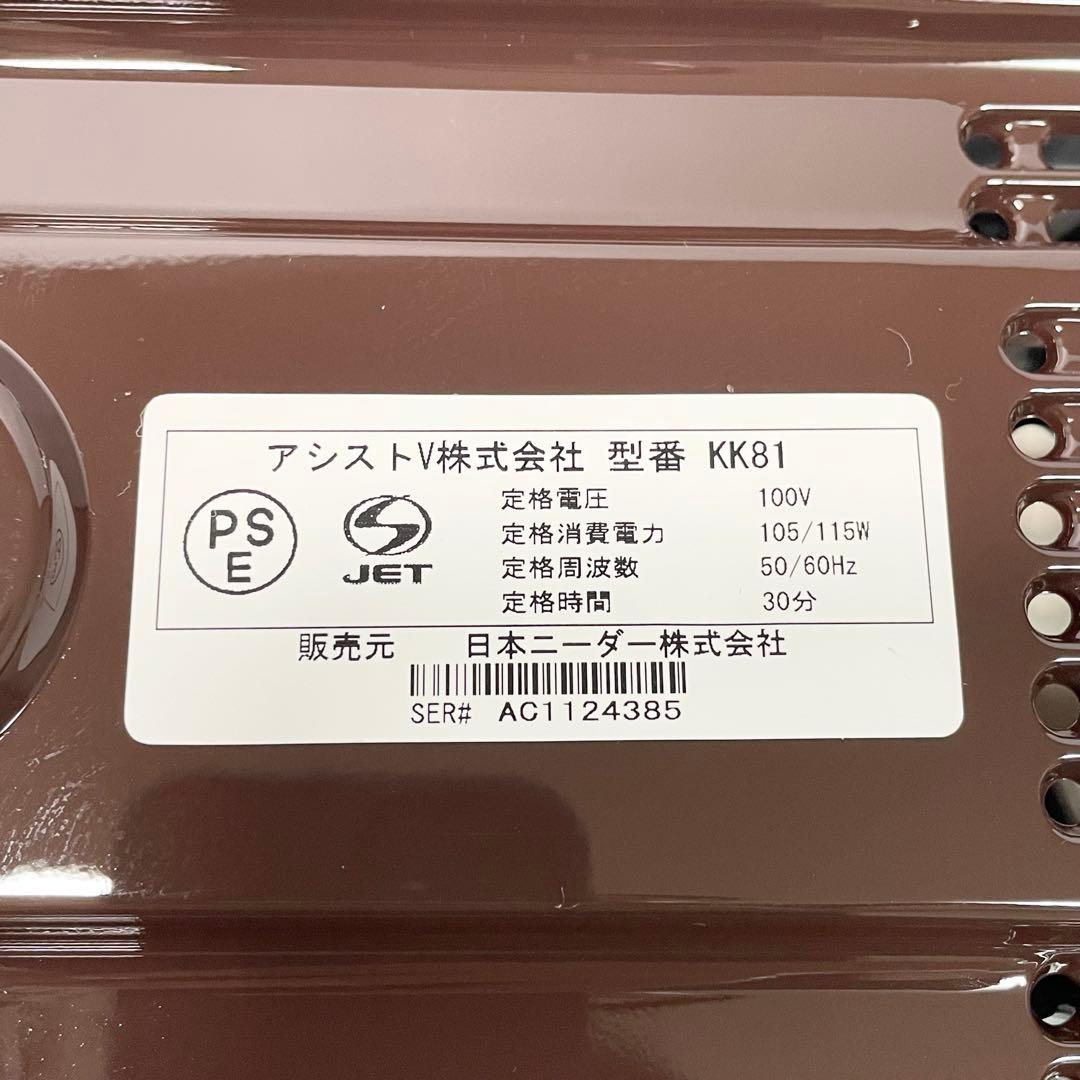 アシストV株式会社 型番 KK81
PS
E
JET
定格電圧 100V
定格消費電力 105/115W
定格周波数 50/60Hz
定格時間 30分
販売元 日本ニーダー株式会社
SER# AC1124385